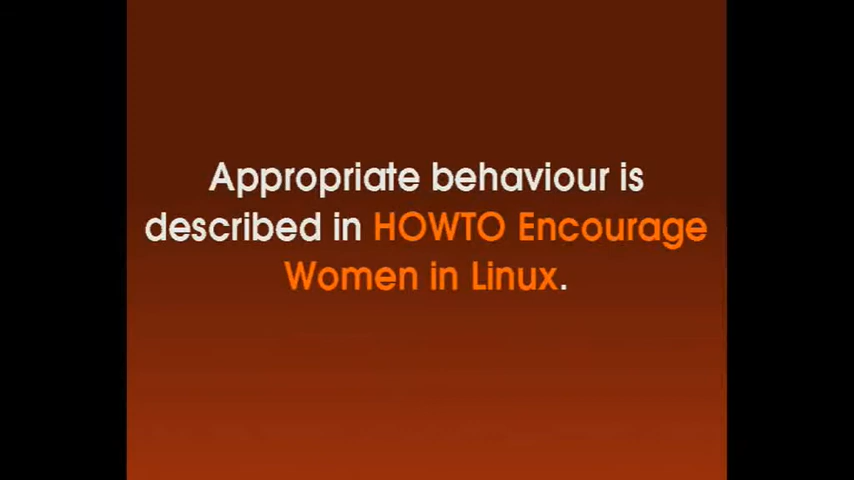 Appropriate behaviour is
described in HOWTO Encourage
Women in Linux.